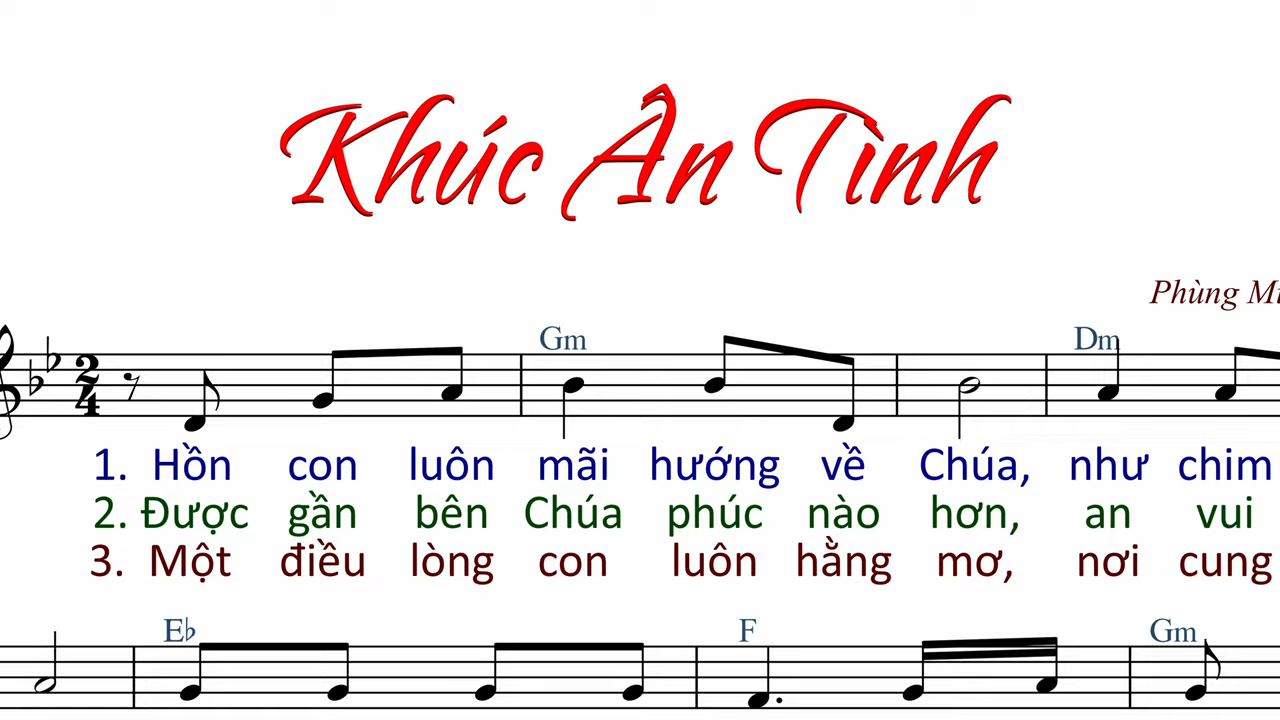 Khúc Ân Tình
Phùng Mi
Gm Dm
1. Hồn con luôn mãi hướng về Chúa, như chim
2. Được gần bên Chúa phúc nào hơn, an vui
3. Một điều lòng con luôn hằng mơ, nơi cung
E♭ F Gm